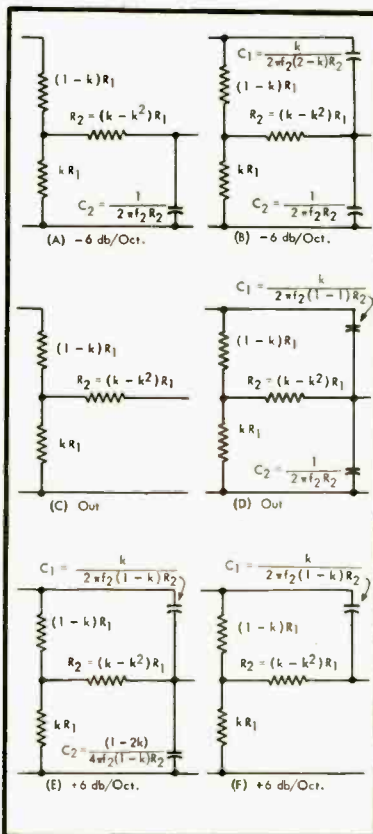 C₁ = k / 2πf₂(2-k)R₂
(1-k)R₁
(1-k)R₁
R₂ = (k-k²)R₁
R₂ = (k-k²)R₁
kR₁
kR₁
C₂ = 1 / 2πf₂R₂
C₂ = 1 / 2πf₂R₂
(A) -6 db/Oct.
(B) -6 db/Oct.
C₁ = k / 2πf₂(1-1)R₂
(1-k)R₁
(1-k)R₁
R₂ = (k-k²)R₁
R₂ = (k-k²)R₁
kR₁
kR₁
C₂ = 1 / 2πf₂R₂
(C) Out
(D) Out
C₁ = k / 2πf₂(1-k)R₂
C₁ = k / 2πf₂(1-k)R₂
(1-k)R₁
(1-k)R₁
R₂ = (k-k²)R₁
R₂ = (k-k²)R₁
kR₁
kR₁
C₂ = (1-2k) / 4πf₂(1-k)R₂
(E) +6 db/Oct.
(F) +6 db/Oct.